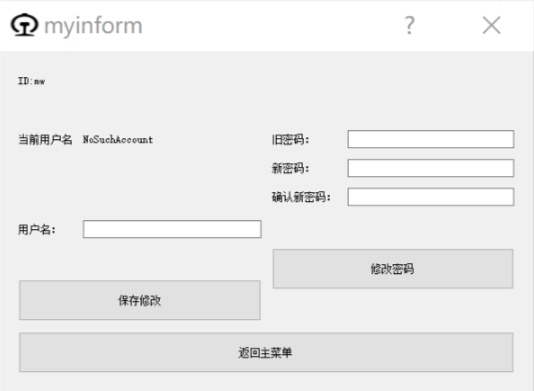 myinform ?
ID:mw
当前用户名 NoSuchAccount
旧密码:
新密码:
确认新密码:
用户名:
修改密码
保存修改
返回主菜单